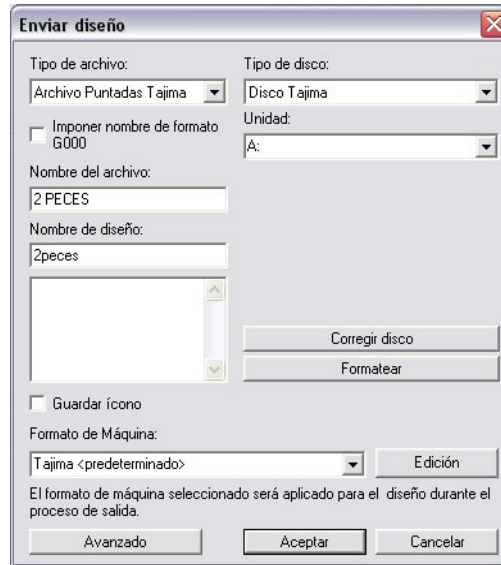 Enviar diseño
Tipo de archivo:
Archivo Puntadas Tajima
Imponer nombre de formato
G000
Nombre del archivo:
2 PECES
Nombre de diseño:
2peces
Guardar ícono
Tipo de disco:
Disco Tajima
Unidad:
A:
Corregir disco
Formatear
Formato de Máquina:
Tajima <predeterminado>
Edición
El formato de máquina seleccionado será aplicado para el diseño durante el
proceso de salida.
Avanzado
Aceptar
Cancelar